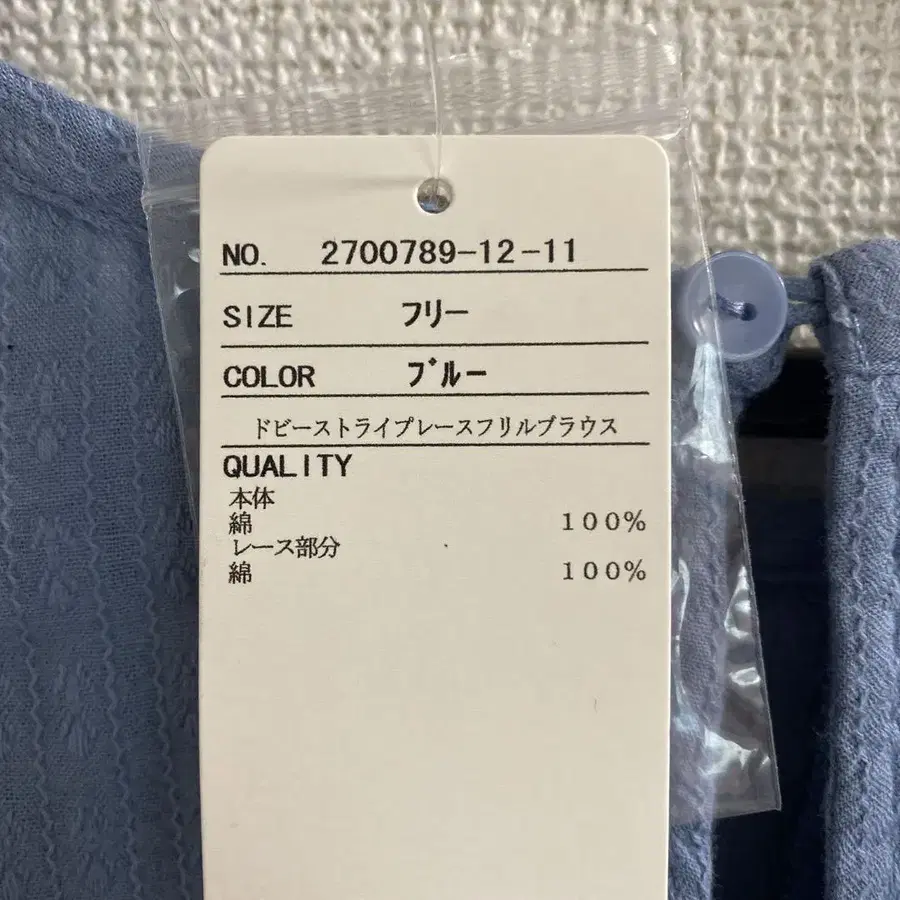 NO. 2700789-12-11
SIZE フリー
COLOR ブルー
ドビーストライプレースフリルブラウス
QUALITY
本体
綿 100%
レース部分
綿 100%